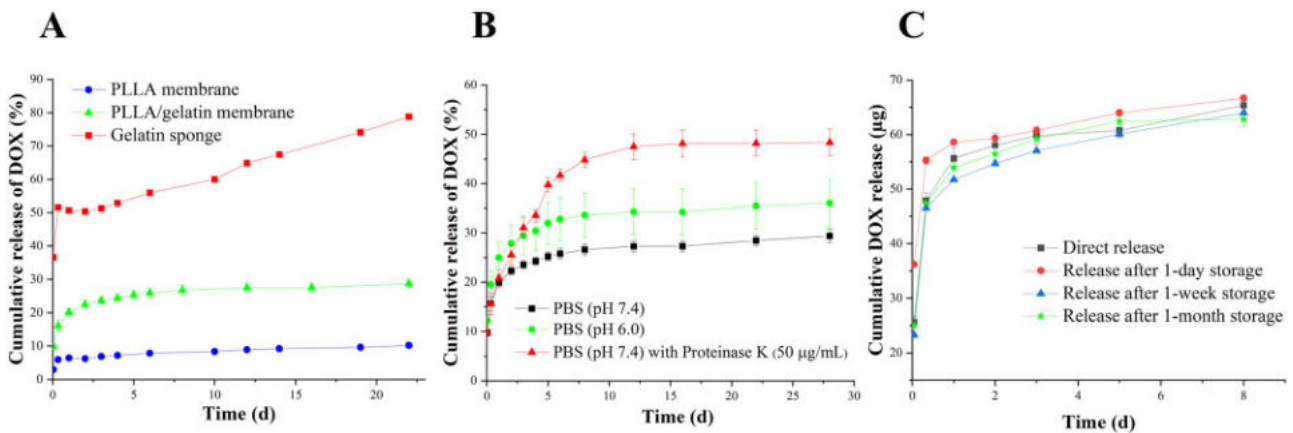 A
Cumulative release of DOX (%)
90
80
70
60
50
40
30
20
10
0
PLLA membrane
PLLA/gelatin membrane
Gelatin sponge
0
5
10
15
20
Time (d)
B
Cumulative release of DOX (%)
60
50
40
30
20
10
0
PBS (pH 7.4)
PBS (pH 6.0)
PBS (pH 7.4) with Proteinase K (50 μg/mL)
0
5
10
15
20
25
30
Time (d)
C
Cumulative DOX release (μg)
70
60
50
40
30
20
Direct release
Release after 1-day storage
Release after 1-week storage
Release after 1-month storage
0
2
4
6
8
Time (d)